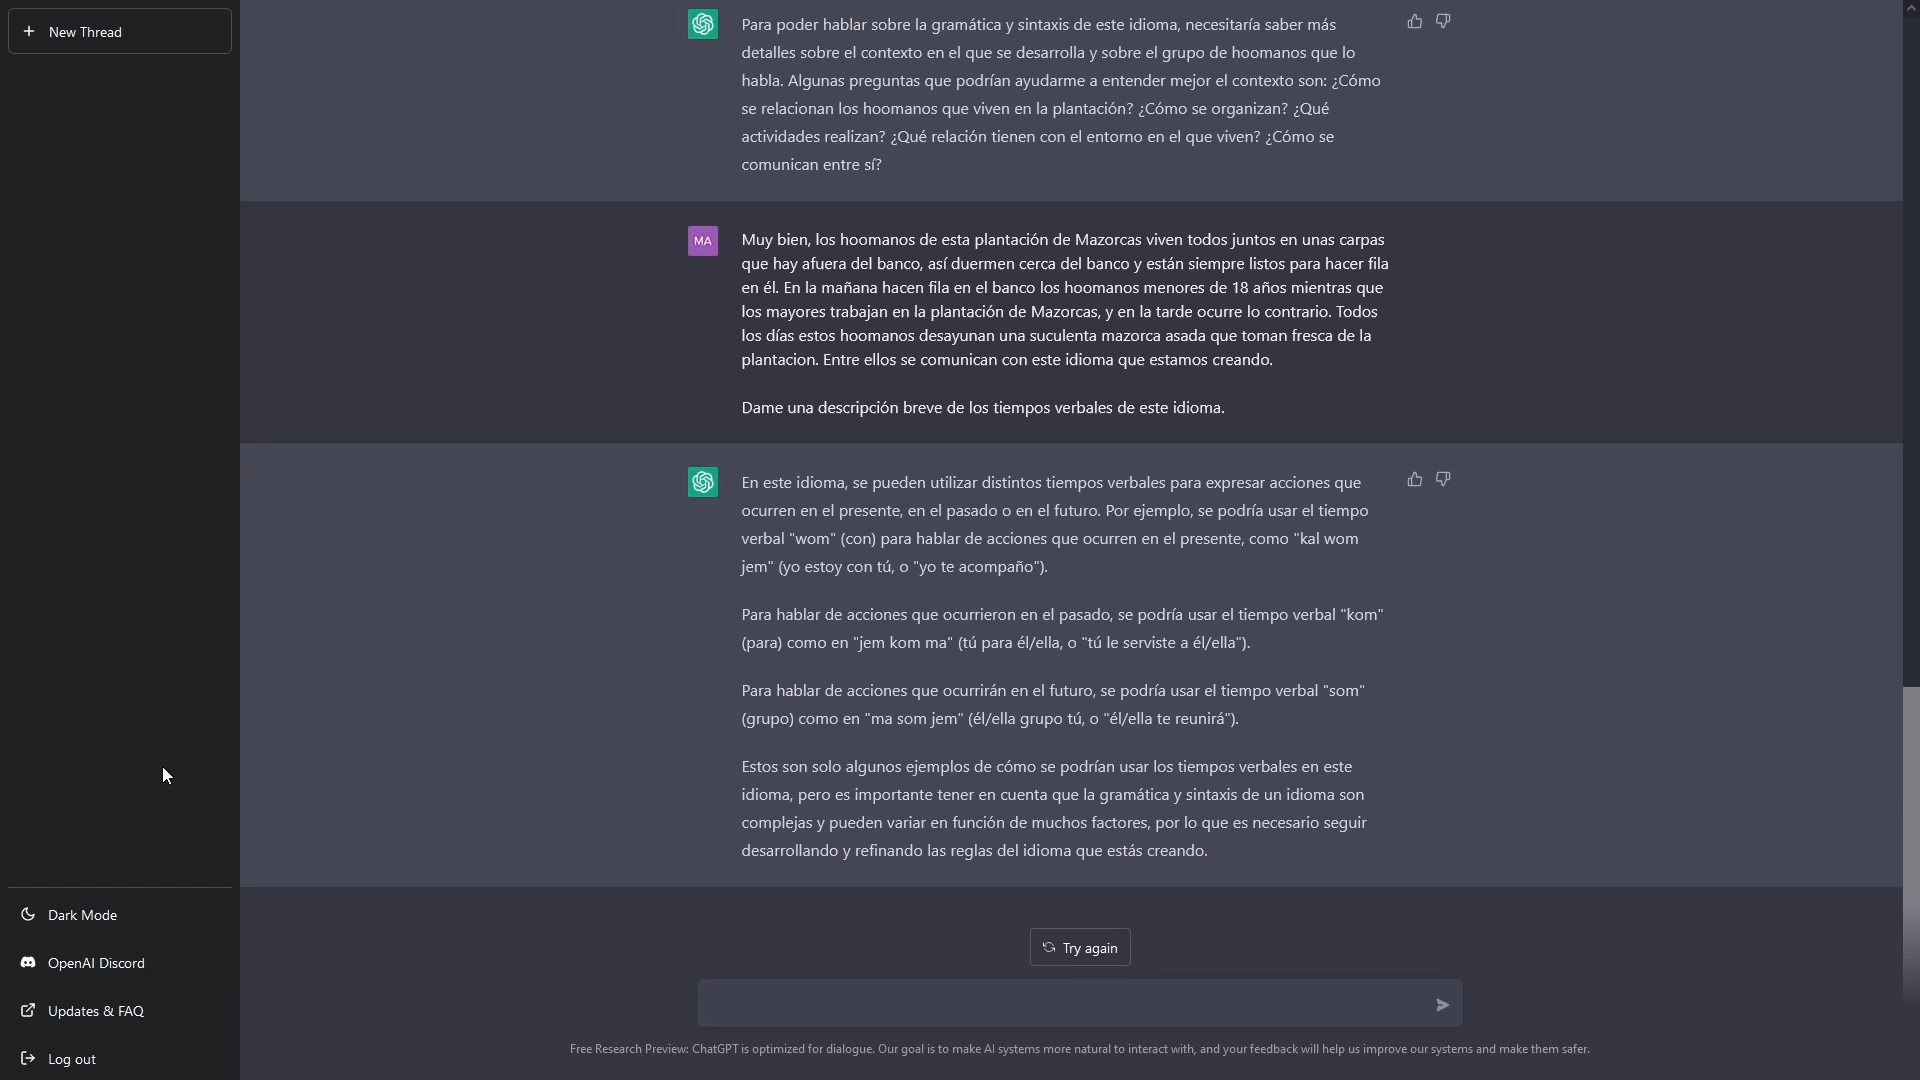 New Thread
Para poder hablar sobre la gramática y sintaxis de este idioma, necesitaría saber más
detalles sobre el contexto en el que se desarrolla y sobre el grupo de hoomanos que lo
habla. Algunas preguntas que podrían ayudarme a entender mejor el contexto son: ¿Cómo
se relacionan los hoomanos que viven en la plantación? ¿Cómo se organizan? ¿Qué
actividades realizan? ¿Qué relación tienen con el entorno en el que viven? ¿Cómo se
comunican entre sí?
MA
Muy bien, los hoomanos de esta plantación de Mazorcas viven todos juntos en unas carpas
que hay afuera del banco, así duermen cerca del banco y están siempre listos para hacer fila
en él. En la mañana hacen fila en el banco los hoomanos menores de 18 años mientras que
los mayores trabajan en la plantación de Mazorcas, y en la tarde ocurre lo contrario. Todos
los días estos hoomanos desayunan una suculenta mazorca asada que toman fresca de la
plantacion. Entre ellos se comunican con este idioma que estamos creando.
Dame una descripción breve de los tiempos verbales de este idioma.
En este idioma, se pueden utilizar distintos tiempos verbales para expresar acciones que
ocurren en el presente, en el pasado o en el futuro. Por ejemplo, se podría usar el tiempo
verbal "wom" (con) para hablar de acciones que ocurren en el presente, como "kal wom
jem" (yo estoy con tú, o "yo te acompaño").
Para hablar de acciones que ocurrieron en el pasado, se podría usar el tiempo verbal "kom"
(para) como en "jem kom ma" (tú para él/ella, o "tú le serviste a él/ella").
Para hablar de acciones que ocurrirán en el futuro, se podría usar el tiempo verbal "som"
(grupo) como en "ma som jem" (él/ella grupo tú, o "él/ella te reunirá").
Estos son solo algunos ejemplos de cómo se podrían usar los tiempos verbales en este
idioma, pero es importante tener en cuenta que la gramática y sintaxis de un idioma son
complejas y pueden variar en función de muchos factores, por lo que es necesario seguir
desarrollando y refinando las reglas del idioma que estás creando.
Dark Mode
OpenAI Discord
Updates & FAQ
Log out
Try again
Free Research Preview: ChatGPT is optimized for dialogue. Our goal is to make AI systems more natural to interact with, and your feedback will help us improve our systems and make them safer.